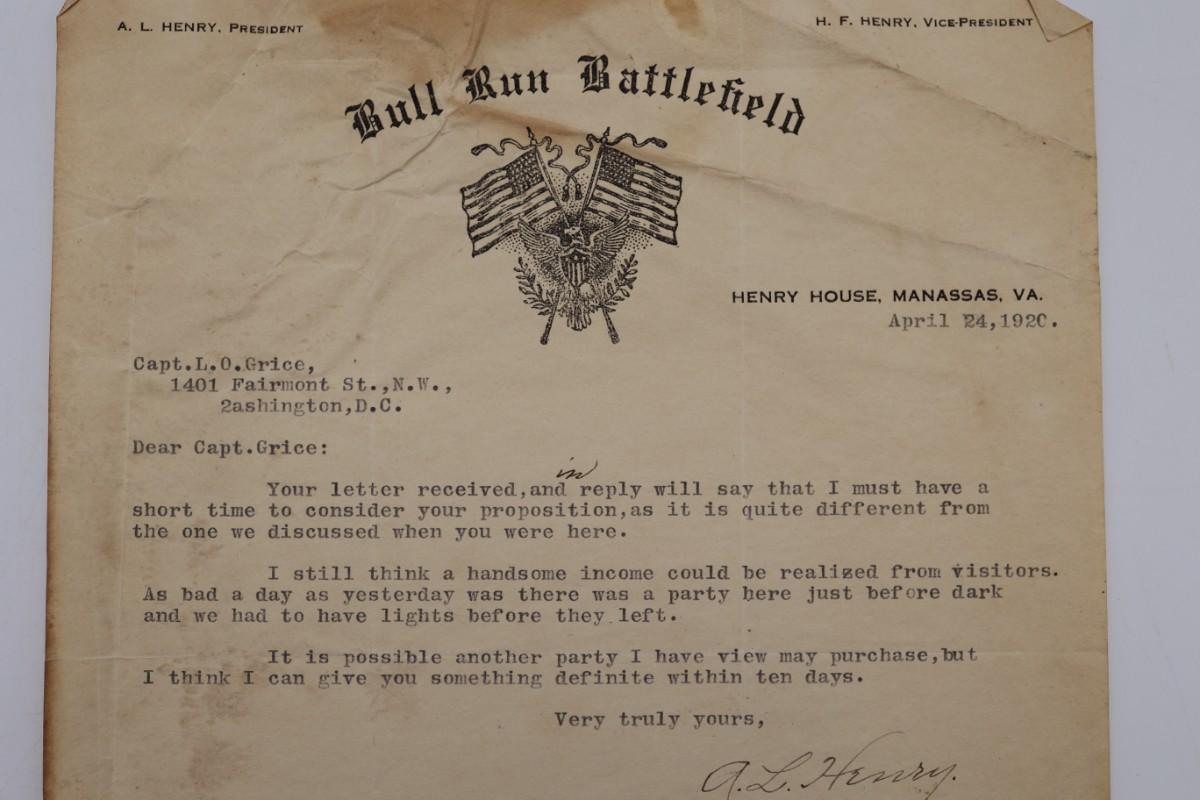 A. L. HENRY, PRESIDENT
H. F. HENRY, VICE-PRESIDENT
Bull Run Battlefield
HENRY HOUSE, MANASSAS, VA.
April 24,1920.
Capt.L.O.Grice,
1401 Fairmont St.,N.W.,
2ashington,D.C.
Dear Capt.Grice:
in
Your letter received,and reply will say that I must have a
short time to consider your proposition,as it is quite different from
the one we discussed when you were here.
I still think a handsome income could be realized from visitors.
As bad a day as yesterday was there was a party here just before dark
and we had to have lights before they left.
It is possible another party I have view may purchase,but
I think I can give you something definite within ten days.
Very truly yours,
A.L.Henry.